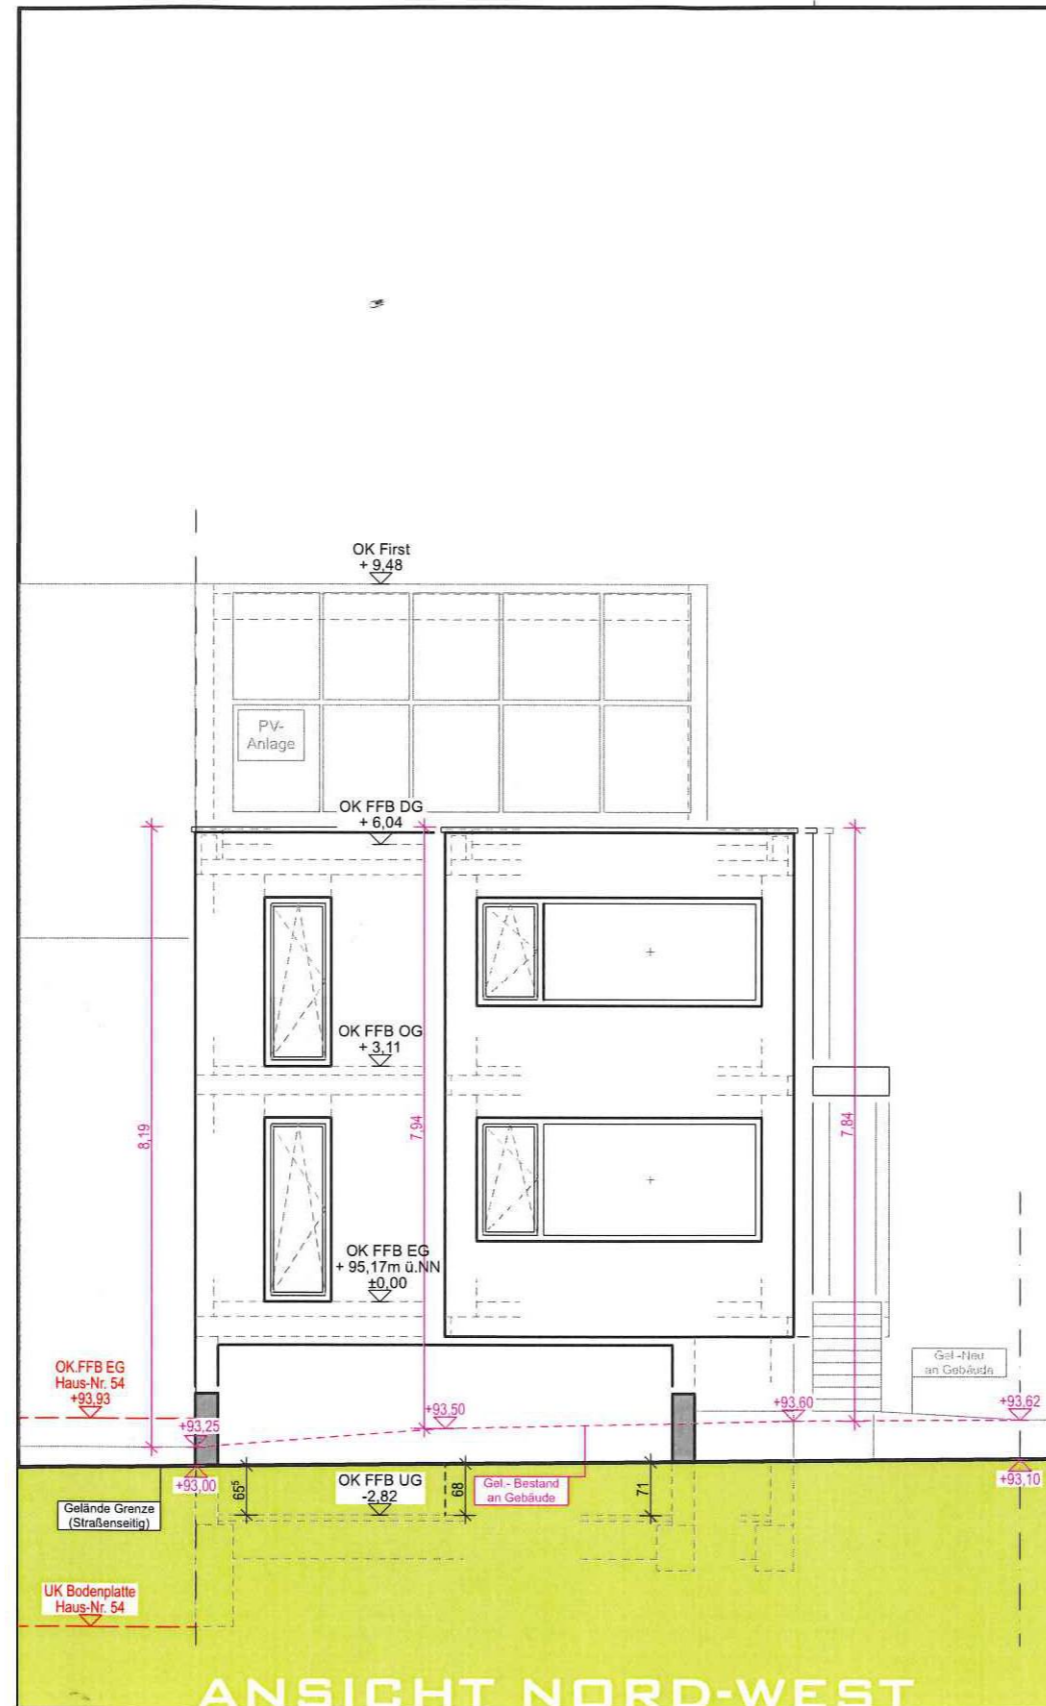 OK First
+ 9,48
PV-
Anlage
OK FFB DG
+ 6,04
OK FFB OG
+ 3,11
8,19
7,94
7,84
OK FFB EG
+ 95,17m ü.NN
±0,00
OK.FFB EG
Haus-Nr. 54
+93,93
Gel.-Neu
an Gebäude
+93,25
+93,50
+93,60
+93,62
+93,00
65⁵
OK FFB UG
-2,82
68
Gel.- Bestand
an Gebäude
71
+93,10
Gelände Grenze
(Straßenseitig)
UK Bodenplatte
Haus-Nr. 54
ANSICHT NORD-WEST